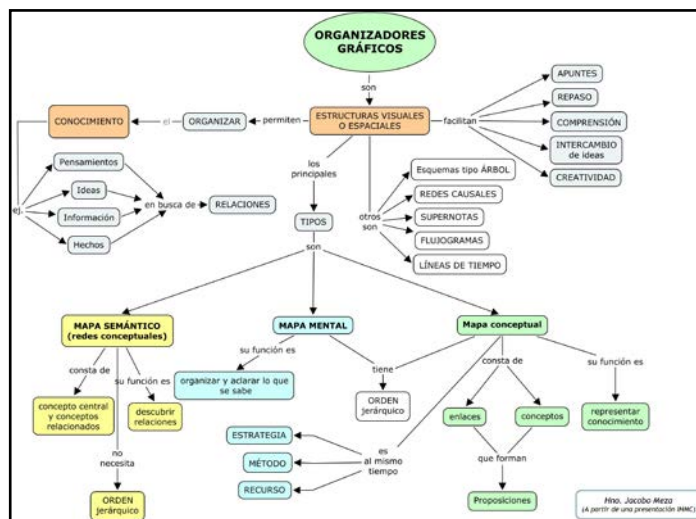 ORGANIZADORES
GRÁFICOS
son
ESTRUCTURAS VISUALES
O ESPACIALES
permiten
ORGANIZAR
el
CONOCIMIENTO
ej.
Pensamientos
Ideas
Información
Hechos
en busca de
RELACIONES
facilitan
APUNTES
REPASO
COMPRENSIÓN
INTERCAMBIO
de ideas
CREATIVIDAD
los
principales
TIPOS
son
otros
son
Esquemas tipo ÁRBOL
REDES CAUSALES
SUPERNOTAS
FLUJOGRAMAS
LÍNEAS DE TIEMPO
MAPA SEMÁNTICO
(redes conceptuales)
consta de
concepto central
y conceptos
relacionados
su función es
descubrir
relaciones
no
necesita
ORDEN
jerárquico
MAPA MENTAL
su función es
organizar y aclarar lo que
se sabe
tiene
ORDEN
jerárquico
Mapa conceptual
consta de
enlaces
conceptos
que forman
Proposiciones
su función es
representar
conocimiento
es
al mismo
tiempo
ESTRATEGIA
MÉTODO
RECURSO
Hno. Jacobo Meza
(A partir de una presentación IHMC)